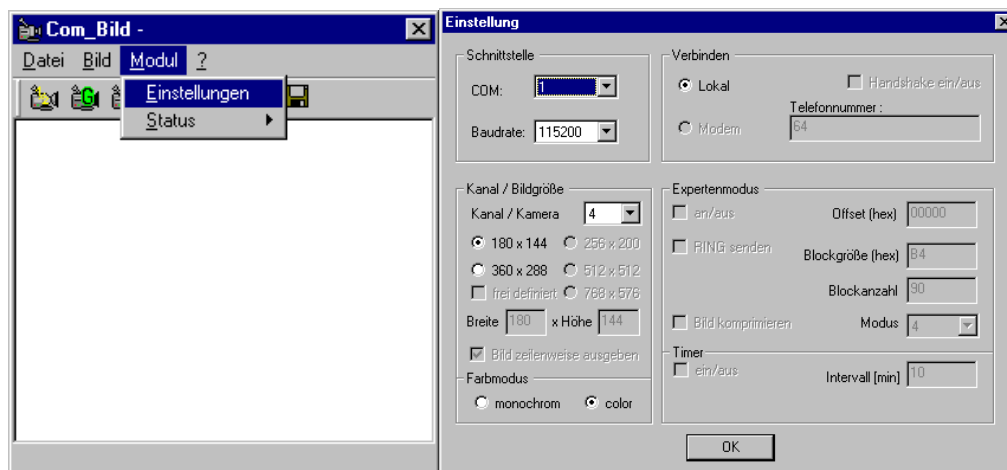 Com_Bild -
Datei Bild Modul ?
Einstellungen
Status
Einstellung
Schnittstelle
COM: 1
Baudrate: 115200
Verbinden
Lokal
Handshake ein/aus
Telefonnummer :
Modem
64
Kanal / Bildgröße
Kanal / Kamera 4
180 x 144 256 x 200
360 x 288 512 x 512
frei definiert 768 x 576
Breite 180 x Höhe 144
Bild zeilenweise ausgeben
Farbmodus
monochrom color
Expertenmodus
an/aus Offset (hex) 00000
RING senden Blockgröße (hex) B4
Blockanzahl 90
Bild komprimieren Modus 4
Timer
ein/aus Intervall [min] 10
OK